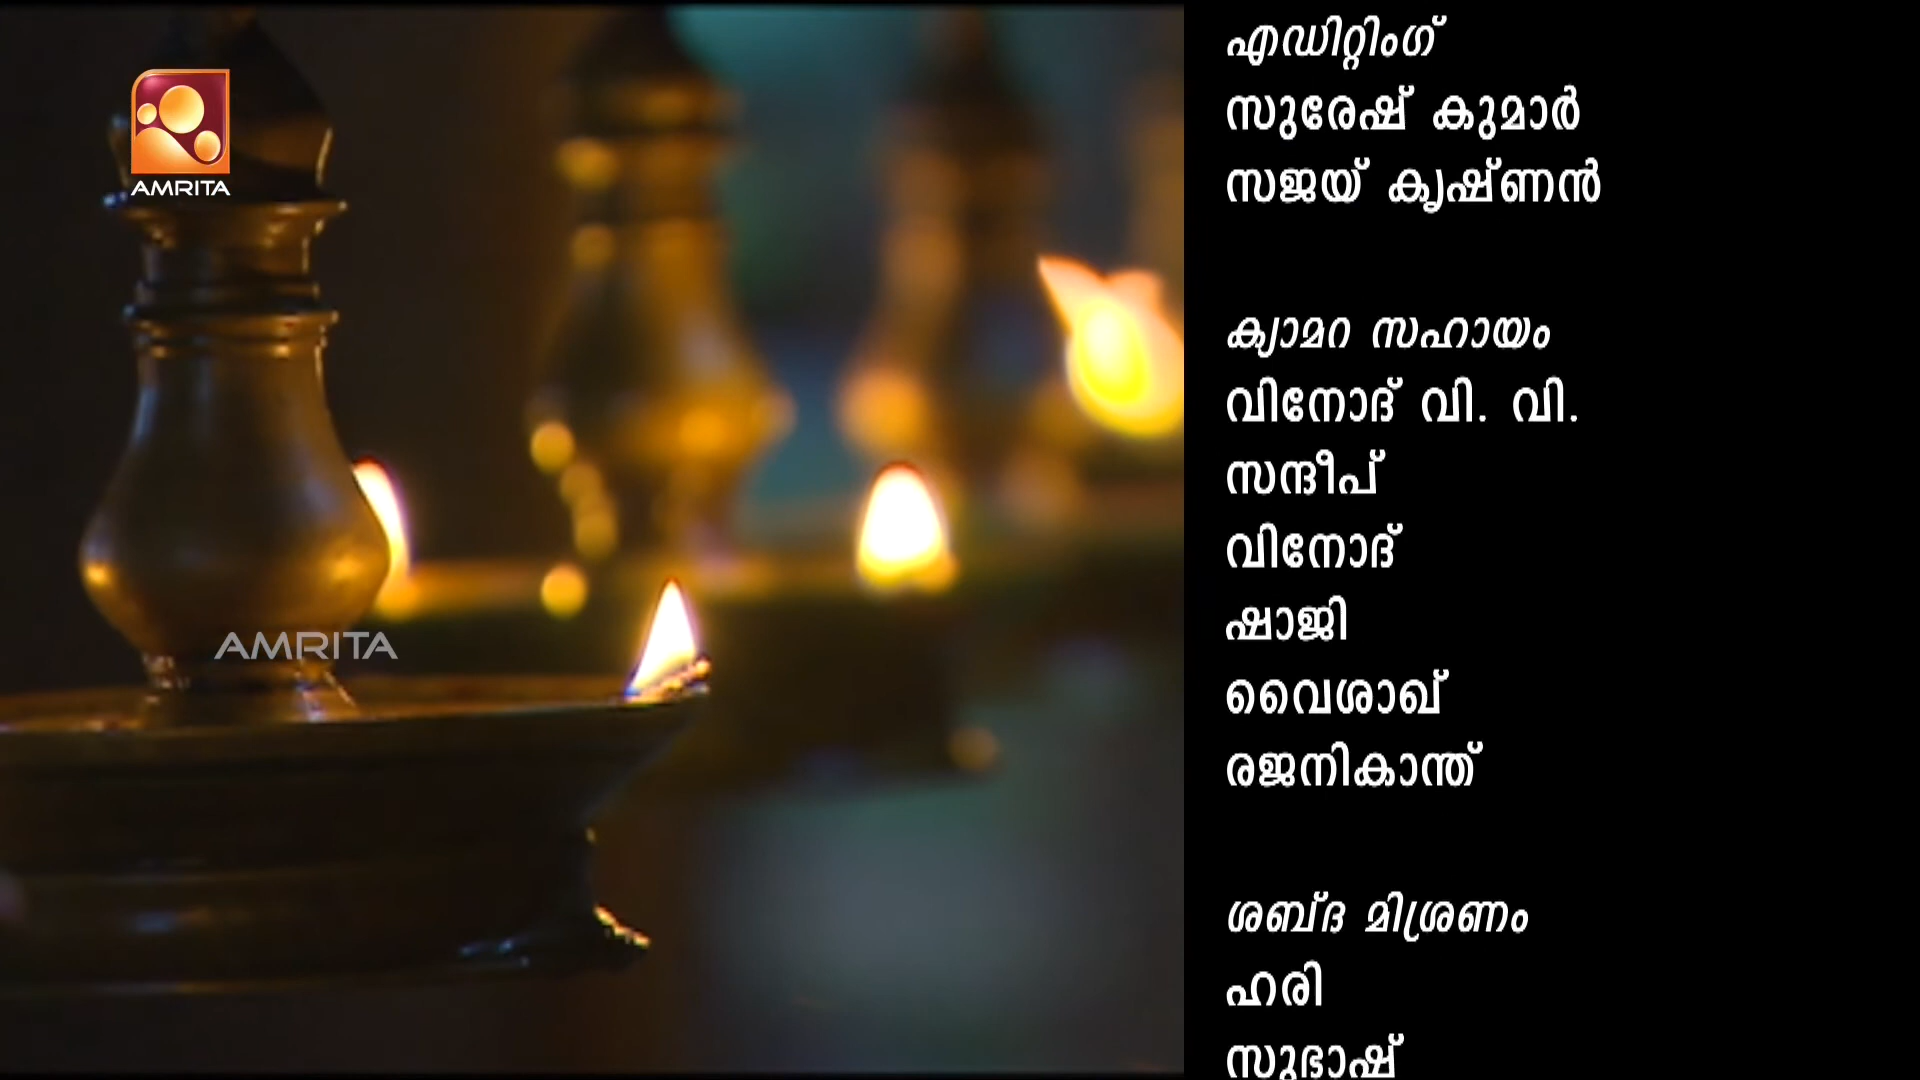 AMRITA
AMRITA
എഡിറ്റിംഗ്
സുരേഷ് കുമാർ
സജയ് കൃഷ്ണൻ
ക്യാമറ സഹായം
വിനോദ് വി. വി.
സന്ദീപ്
വിനോദ്
ഷാജി
വൈശാഖ്
രജനികാന്ത്
ശബ്ദ മിശ്രണം
ഹരി
സുഭാഷ്